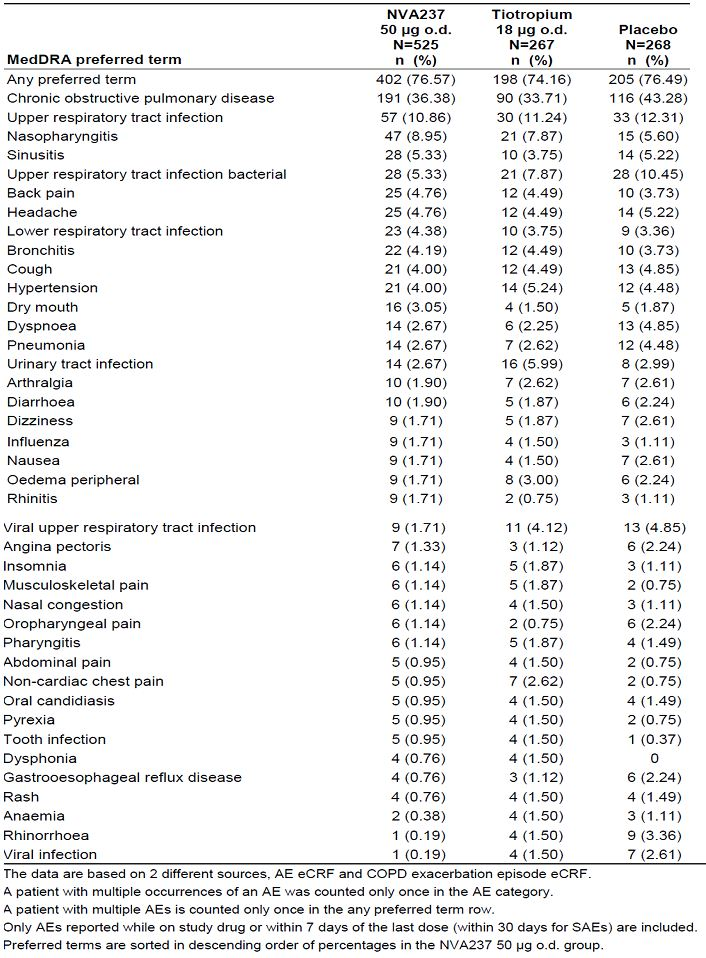 NVA237 Tiotropium
50 µg o.d. 18 µg o.d. Placebo
N=525 N=267 N=268
MedDRA preferred term n (%) n (%) n (%)
Any preferred term 402 (76.57) 198 (74.16) 205 (76.49)
Chronic obstructive pulmonary disease 191 (36.38) 90 (33.71) 116 (43.28)
Upper respiratory tract infection 57 (10.86) 30 (11.24) 33 (12.31)
Nasopharyngitis 47 (8.95) 21 (7.87) 15 (5.60)
Sinusitis 28 (5.33) 10 (3.75) 14 (5.22)
Upper respiratory tract infection bacterial 28 (5.33) 21 (7.87) 28 (10.45)
Back pain 25 (4.76) 12 (4.49) 10 (3.73)
Headache 25 (4.76) 12 (4.49) 14 (5.22)
Lower respiratory tract infection 23 (4.38) 10 (3.75) 9 (3.36)
Bronchitis 22 (4.19) 12 (4.49) 10 (3.73)
Cough 21 (4.00) 12 (4.49) 13 (4.85)
Hypertension 21 (4.00) 14 (5.24) 12 (4.48)
Dry mouth 16 (3.05) 4 (1.50) 5 (1.87)
Dyspnoea 14 (2.67) 6 (2.25) 13 (4.85)
Pneumonia 14 (2.67) 7 (2.62) 12 (4.48)
Urinary tract infection 14 (2.67) 16 (5.99) 8 (2.99)
Arthralgia 10 (1.90) 7 (2.62) 7 (2.61)
Diarrhoea 10 (1.90) 5 (1.87) 6 (2.24)
Dizziness 9 (1.71) 5 (1.87) 7 (2.61)
Influenza 9 (1.71) 4 (1.50) 3 (1.11)
Nausea 9 (1.71) 4 (1.50) 7 (2.61)
Oedema peripheral 9 (1.71) 8 (3.00) 6 (2.24)
Rhinitis 9 (1.71) 2 (0.75) 3 (1.11)
Viral upper respiratory tract infection 9 (1.71) 11 (4.12) 13 (4.85)
Angina pectoris 7 (1.33) 3 (1.12) 6 (2.24)
Insomnia 6 (1.14) 5 (1.87) 3 (1.11)
Musculoskeletal pain 6 (1.14) 5 (1.87) 2 (0.75)
Nasal congestion 6 (1.14) 4 (1.50) 3 (1.11)
Oropharyngeal pain 6 (1.14) 2 (0.75) 6 (2.24)
Pharyngitis 6 (1.14) 5 (1.87) 4 (1.49)
Abdominal pain 5 (0.95) 4 (1.50) 2 (0.75)
Non-cardiac chest pain 5 (0.95) 7 (2.62) 2 (0.75)
Oral candidiasis 5 (0.95) 4 (1.50) 4 (1.49)
Pyrexia 5 (0.95) 4 (1.50) 2 (0.75)
Tooth infection 5 (0.95) 4 (1.50) 1 (0.37)
Dysphonia 4 (0.76) 4 (1.50) 0
Gastrooesophageal reflux disease 4 (0.76) 3 (1.12) 6 (2.24)
Rash 4 (0.76) 4 (1.50) 4 (1.49)
Anaemia 2 (0.38) 4 (1.50) 3 (1.11)
Rhinorrhoea 1 (0.19) 4 (1.50) 9 (3.36)
Viral infection 1 (0.19) 4 (1.50) 7 (2.61)
The data are based on 2 different sources, AE eCRF and COPD exacerbation episode eCRF.
A patient with multiple occurrences of an AE was counted only once in the AE category.
A patient with multiple AEs is counted only once in the any preferred term row.
Only AEs reported while on study drug or within 7 days of the last dose (within 30 days for SAEs) are included.
Preferred terms are sorted in descending order of percentages in the NVA237 50 µg o.d. group.